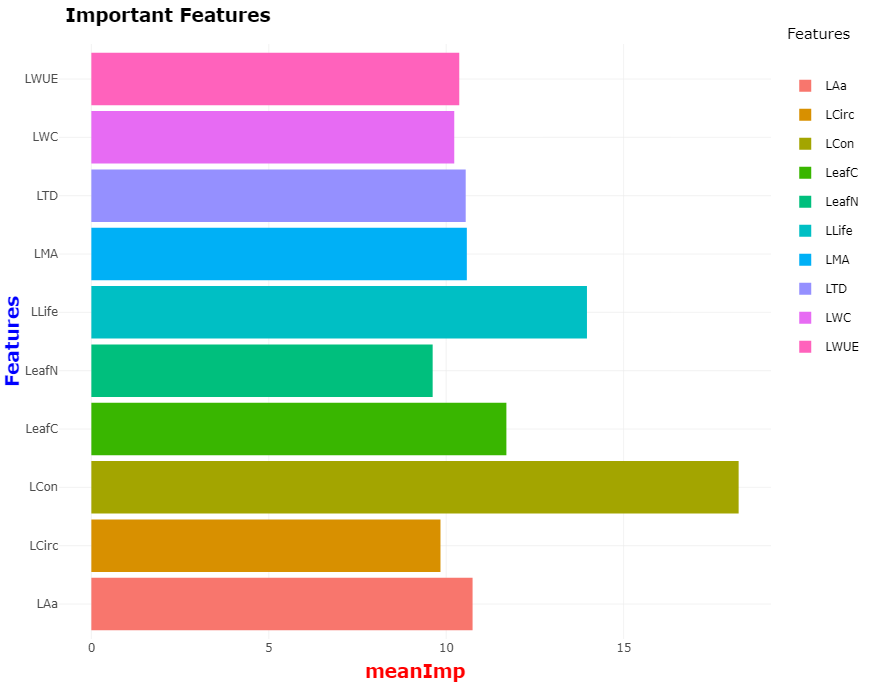 Important Features
Features
LWUE
LWC
LTD
LMA
LLife
LeafN
LeafC
LCon
LCirc
LAa
0 5 10 15
meanImp
Features
LAa
LCirc
LCon
LeafC
LeafN
LLife
LMA
LTD
LWC
LWUE